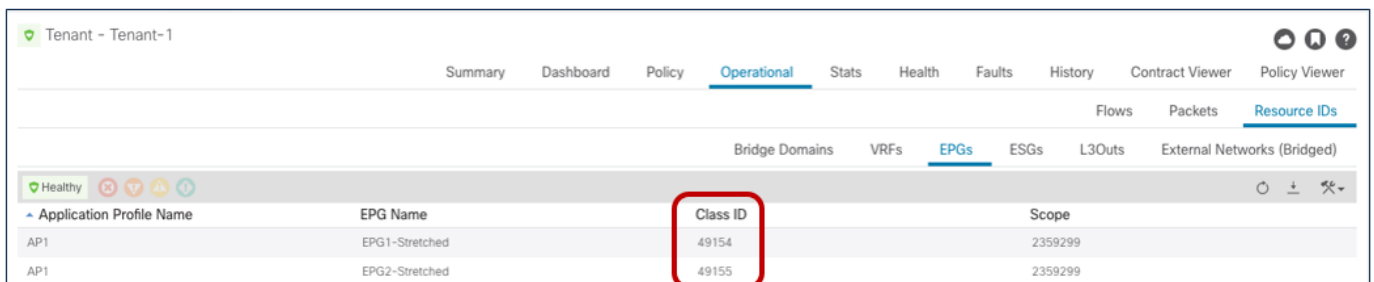 Tenant - Tenant-1
Summary Dashboard Policy Operational Stats Health Faults History Contract Viewer Policy Viewer
Flows Packets Resource IDs
Bridge Domains VRFs EPGs ESGs L3Outs External Networks (Bridged)
Healthy
Application Profile Name EPG Name Class ID Scope
AP1 EPG1-Stretched 49154 2359299
AP1 EPG2-Stretched 49155 2359299